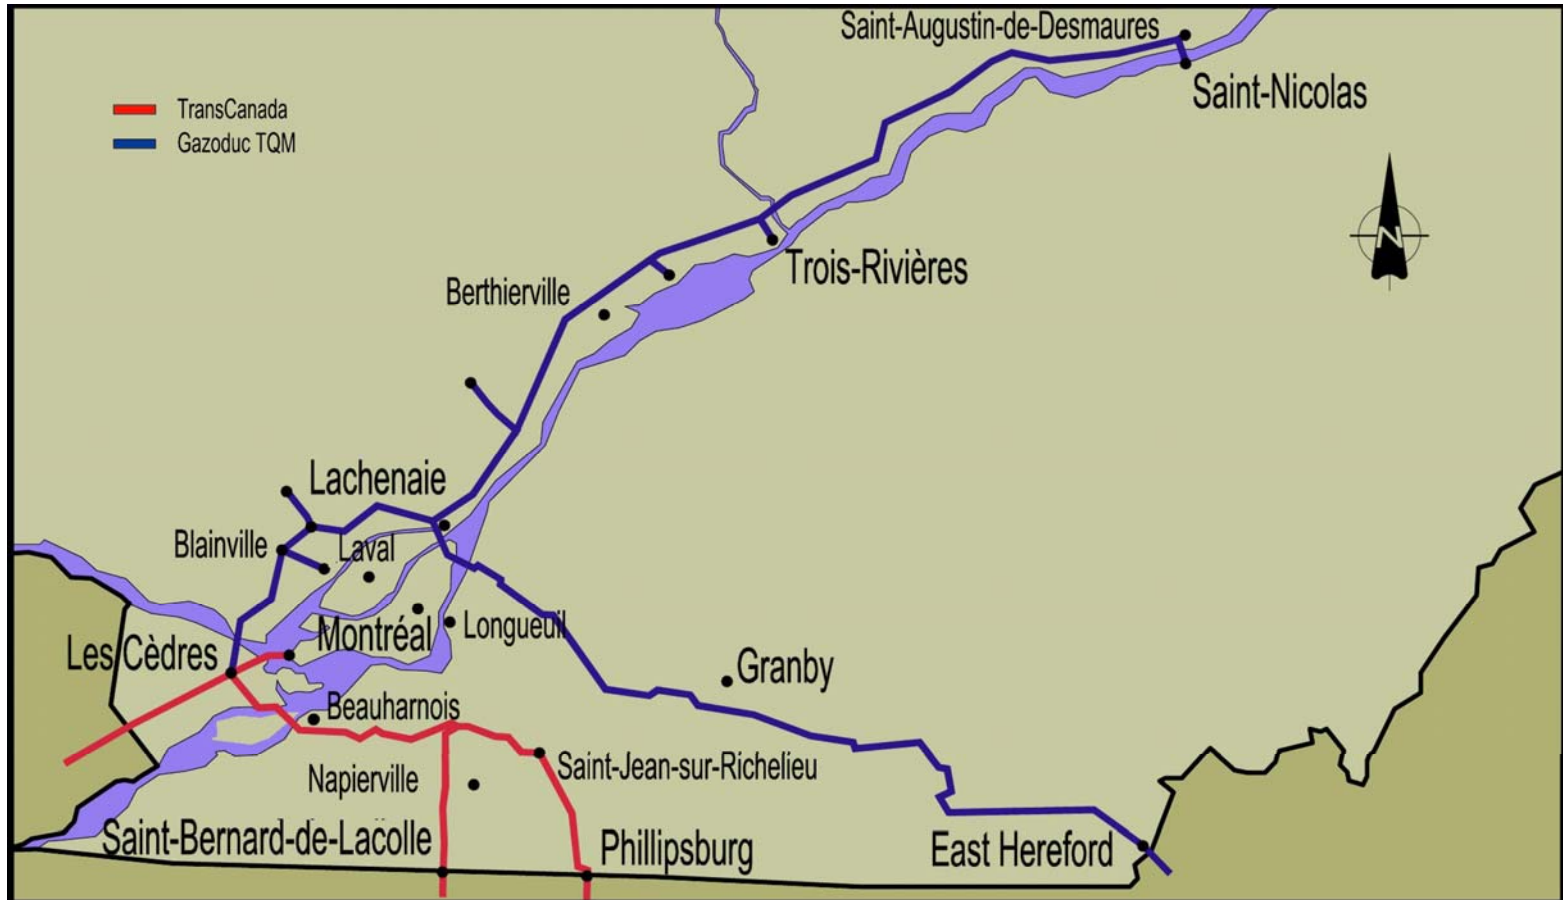 Saint-Augustin-de-Desmaures
Saint-Nicolas
TransCanada
Gazoduc TQM
N
Trois-Rivières
Berthierville
Lachenaie
Blainville
Laval
Longueuil
Montréal
Les Cèdres
Granby
Beauharnois
Saint-Jean-sur-Richelieu
Napierville
Saint-Bernard-de-Lacolle
Phillipsburg
East Hereford